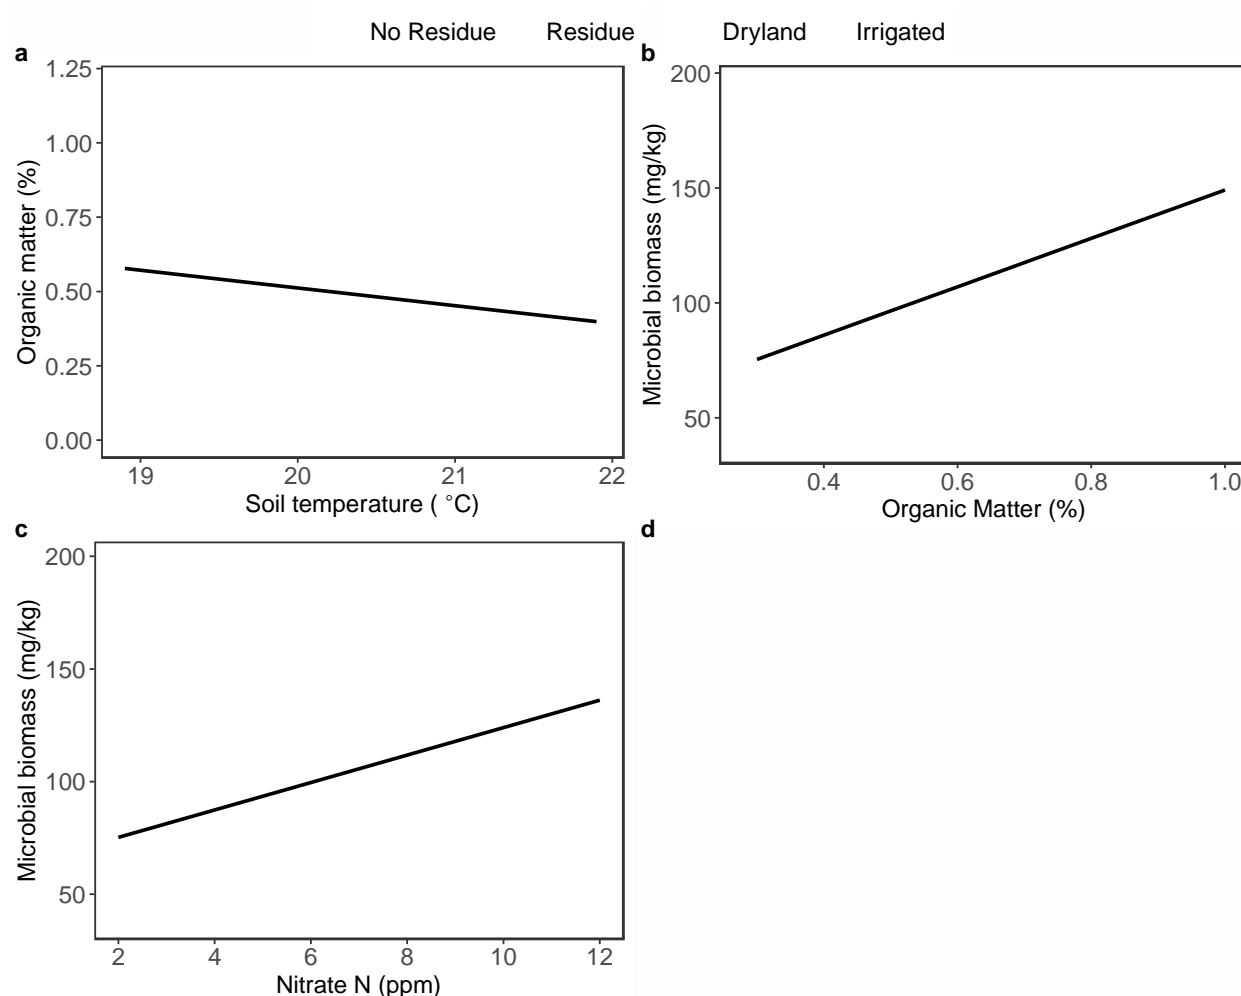 No Residue Residue Dryland Irrigated
a
1.25
1.00
0.75
0.50
0.25
0.00
Organic matter (%)
19 20 21 22
Soil temperature ( °C)
b
200
150
100
50
Microbial biomass (mg/kg)
0.4 0.6 0.8 1.0
Organic Matter (%)
c
200
150
100
50
Microbial biomass (mg/kg)
2 4 6 8 10 12
Nitrate N (ppm)
d